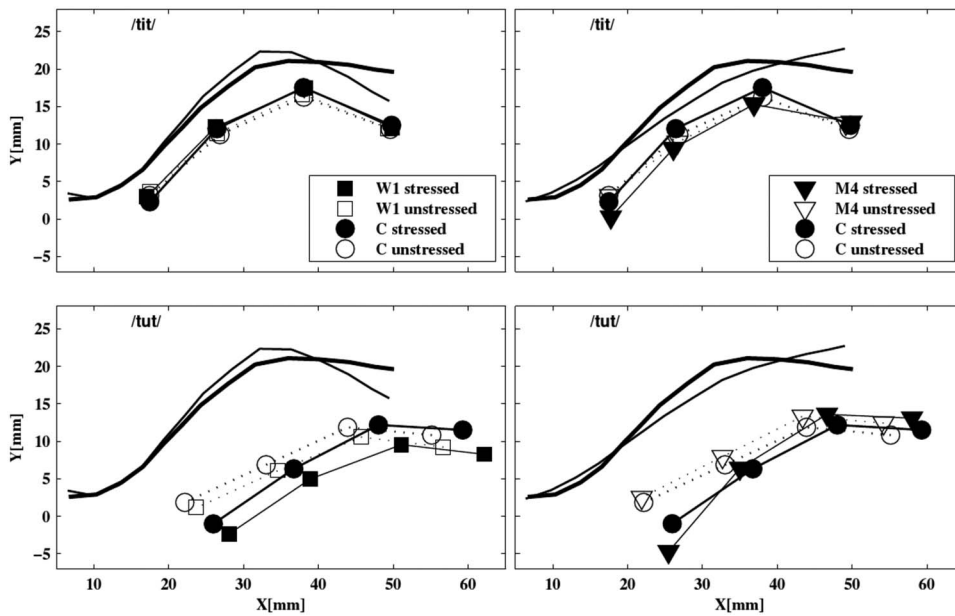 /tit/
25
20
15
10
5
0
−5
Y[mm]
W1 stressed
W1 unstressed
C stressed
C unstressed
/tit/
M4 stressed
M4 unstressed
C stressed
C unstressed
/tut/
25
20
15
10
5
0
−5
Y[mm]
10 20 30 40 50 60
X[mm]
/tut/
10 20 30 40 50 60
X[mm]